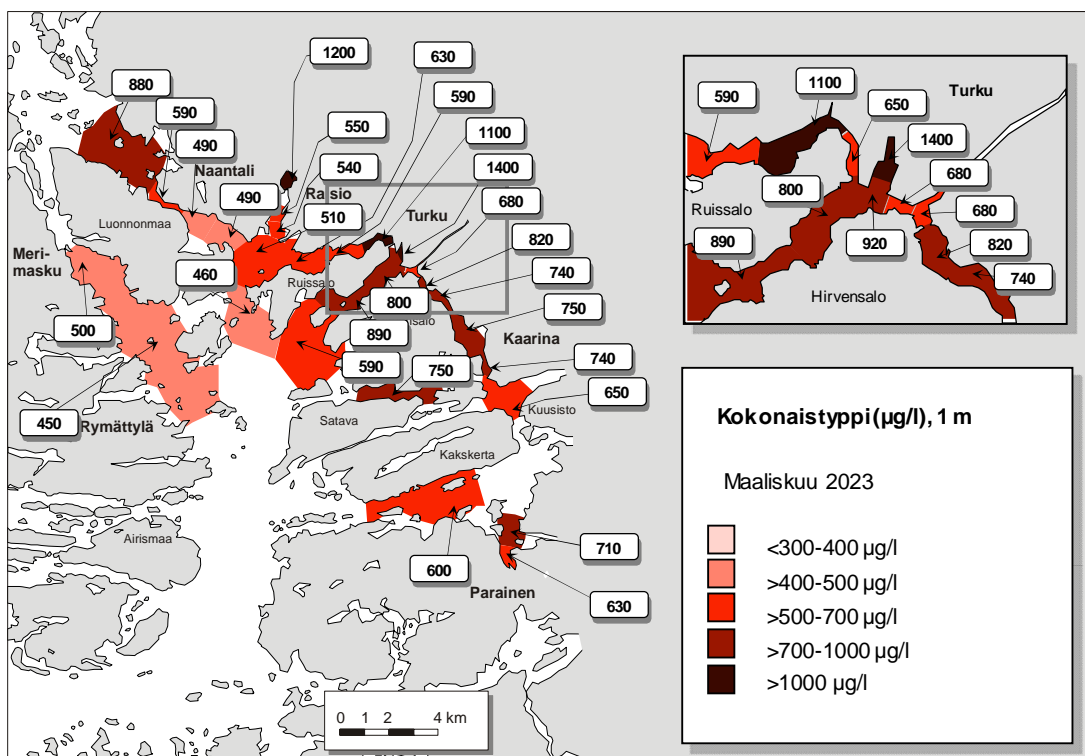 1200
630
880
590
590
1100
490
550
1400
Naantali
540
680
490
Raisio
510
Turku
820
Luonnonmaa
740
Meri-
masku
460
Ruissalo
800
750
500
890
Kaarina
590
750
740
650
450
Rymättylä
Satava
Kuusisto
Kakskerta
Airismaa
600
710
Parainen
630
0 1 2 4 km
1100
590
650
Turku
1400
800
680
Ruissalo
680
890
920
820
740
Hirvensalo
Kokonaistyppi (µg/l), 1 m
Maaliskuu 2023
<300-400 µg/l
>400-500 µg/l
>500-700 µg/l
>700-1000 µg/l
>1000 µg/l